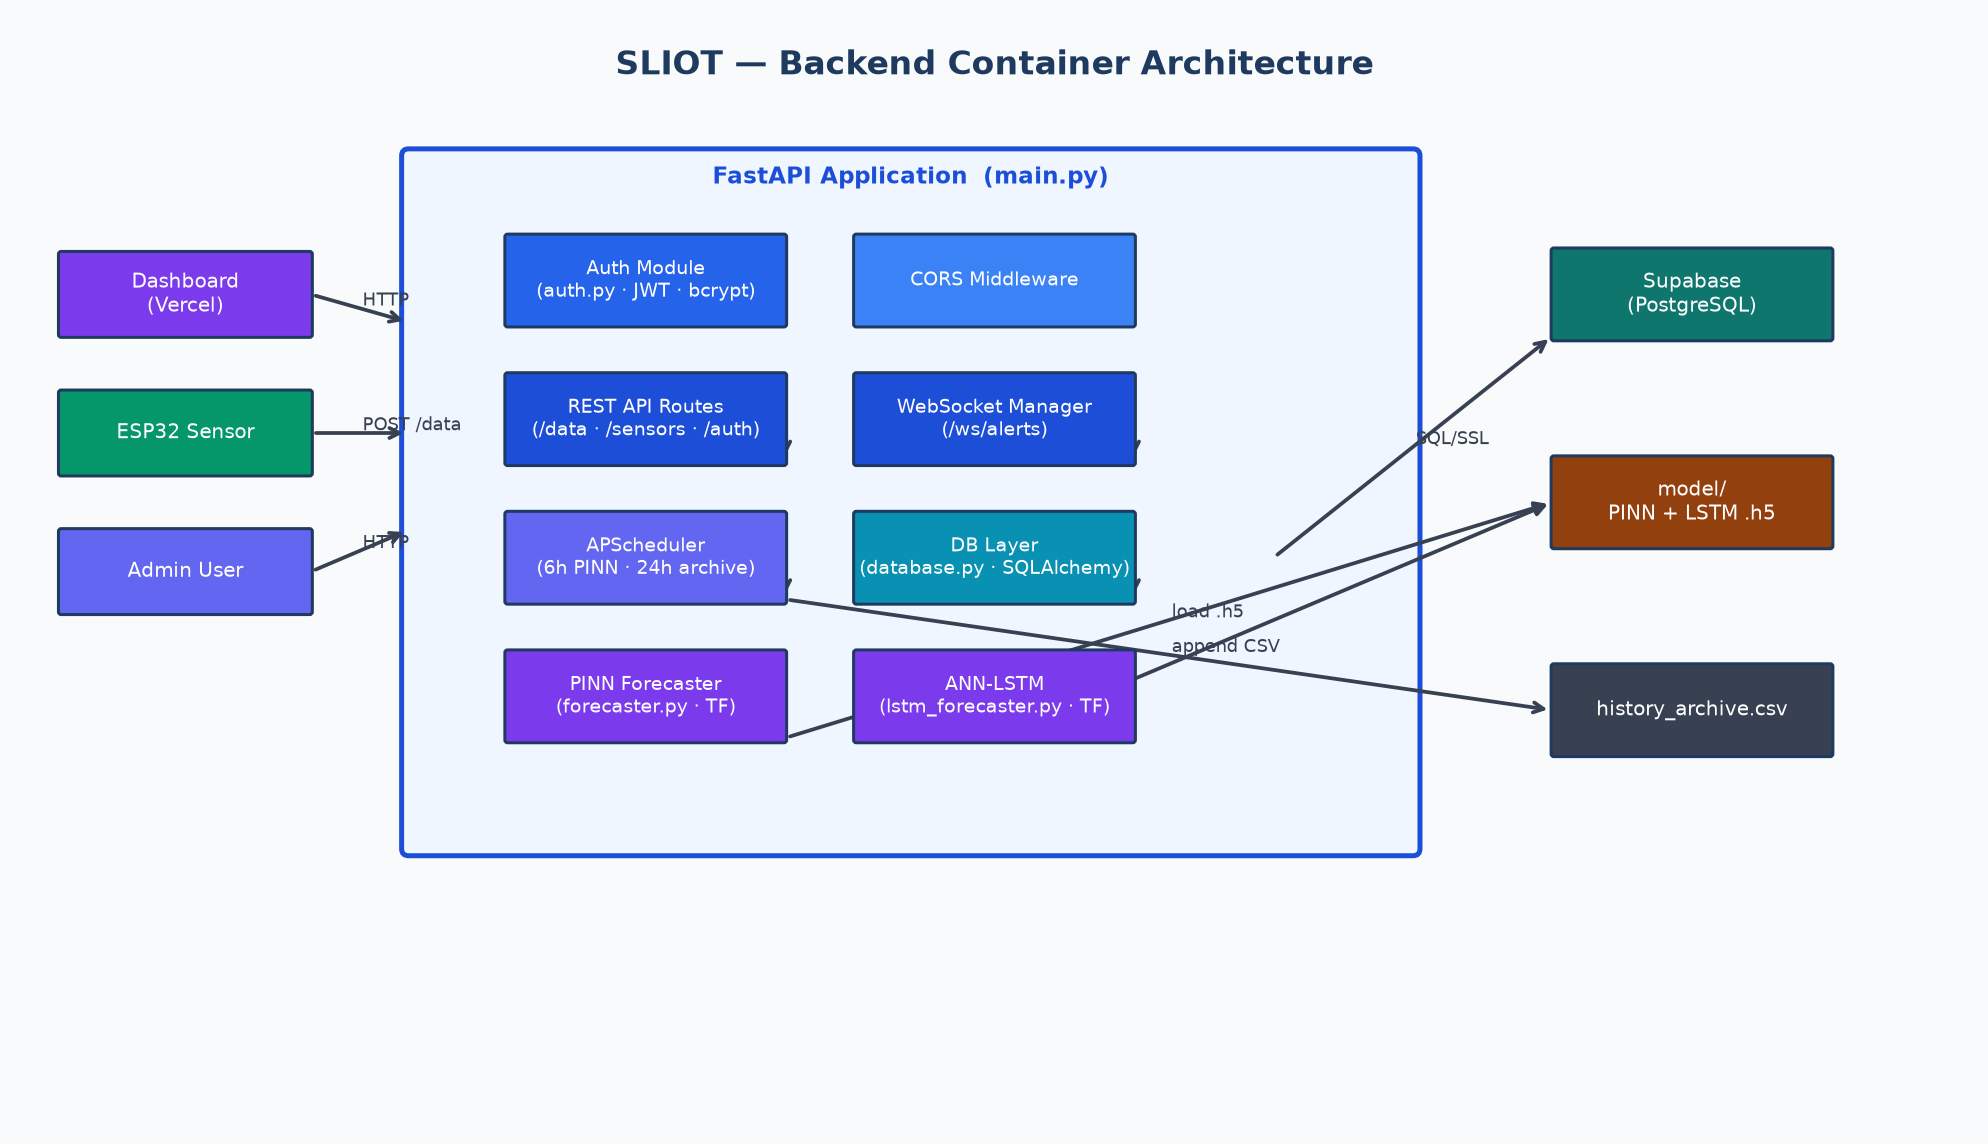 SLIOT — Backend Container Architecture
FastAPI Application  (main.py)
Dashboard
(Vercel)
HTTP
ESP32 Sensor
POST /data
Admin User
HTTP
Auth Module
(auth.py · JWT · bcrypt)
CORS Middleware
REST API Routes
(/data · /sensors · /auth)
WebSocket Manager
(/ws/alerts)
APScheduler
(6h PINN · 24h archive)
DB Layer
(database.py · SQLAlchemy)
PINN Forecaster
(forecaster.py · TF)
ANN-LSTM
(lstm_forecaster.py · TF)
SQL/SSL
load .h5
append CSV
Supabase
(PostgreSQL)
model/
PINN + LSTM .h5
history_archive.csv